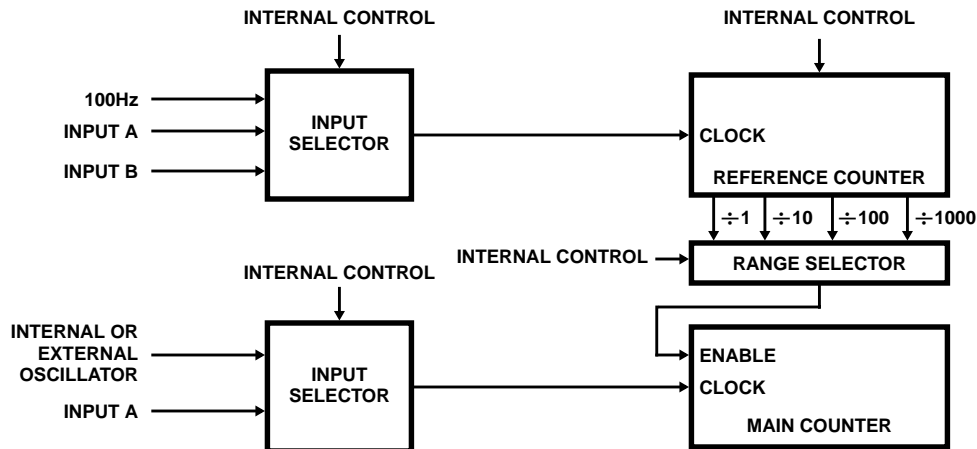 INTERNAL CONTROL
INTERNAL CONTROL
100Hz
INPUT A
INPUT B
INPUT
SELECTOR
CLOCK
REFERENCE COUNTER
÷1
÷10
÷100
÷1000
INTERNAL CONTROL
RANGE SELECTOR
INTERNAL CONTROL
INTERNAL OR
EXTERNAL
OSCILLATOR
INPUT A
INPUT
SELECTOR
ENABLE
CLOCK
MAIN COUNTER